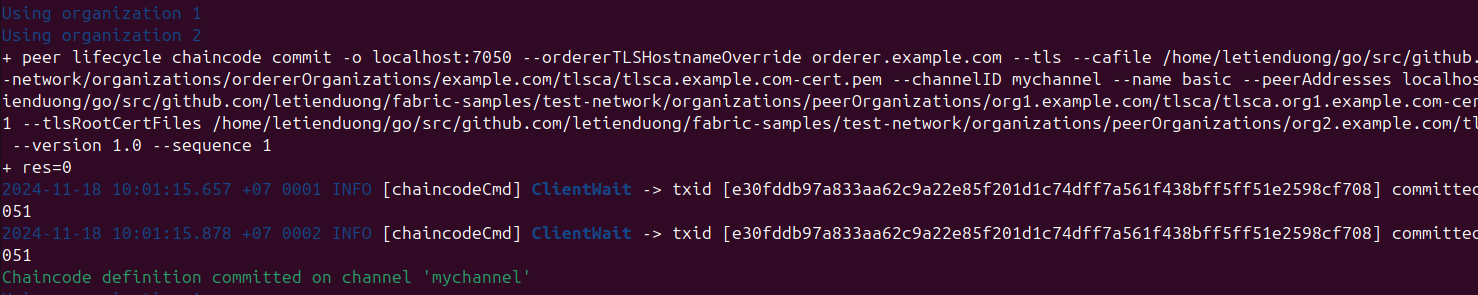 Using organization 1
Using organization 2
+ peer lifecycle chaincode commit -o localhost:7050 --ordererTLSHostnameOverride orderer.example.com --tls --cafile /home/letienduong/go/src/github.
-network/organizations/ordererOrganizations/example.com/tlsca/tlsca.example.com-cert.pem --channelID mychannel --name basic --peerAddresses localhos
ienduong/go/src/github.com/letienduong/fabric-samples/test-network/organizations/peerOrganizations/org1.example.com/tlsca/tlsca.org1.example.com-cer
1 --tlsRootCertFiles /home/letienduong/go/src/github.com/letienduong/fabric-samples/test-network/organizations/peerOrganizations/org2.example.com/tl
--version 1.0 --sequence 1
+ res=0
2024-11-18 10:01:15.657 +07 0001 INFO [chaincodeCmd] ClientWait -> txid [e30fddb97a833aa62c9a22e85f201d1c74dff7a561f438bff5ff51e2598cf708] committed
051
2024-11-18 10:01:15.878 +07 0002 INFO [chaincodeCmd] ClientWait -> txid [e30fddb97a833aa62c9a22e85f201d1c74dff7a561f438bff5ff51e2598cf708] committed
051
Chaincode definition committed on channel 'mychannel'